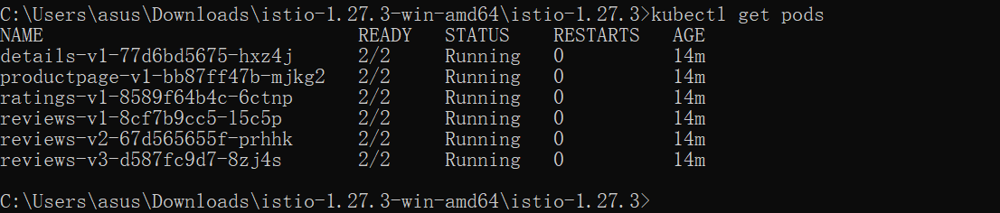 C:\Users\asus\Downloads\istio-1.27.3-win-amd64\istio-1.27.3>kubectl get pods
NAME READY STATUS RESTARTS AGE
details-v1-77d6bd5675-hxz4j 2/2 Running 0 14m
productpage-v1-bb87ff47b-mjkg2 2/2 Running 0 14m
ratings-v1-8589f64b4c-6ctnp 2/2 Running 0 14m
reviews-v1-8cf7b9cc5-l5c5p 2/2 Running 0 14m
reviews-v2-67d565655f-prhhk 2/2 Running 0 14m
reviews-v3-d587fc9d7-8zj4s 2/2 Running 0 14m
C:\Users\asus\Downloads\istio-1.27.3-win-amd64\istio-1.27.3>